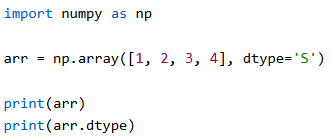 import numpy as np
arr = np.array([1, 2, 3, 4], dtype='S')
print(arr)
print(arr.dtype)